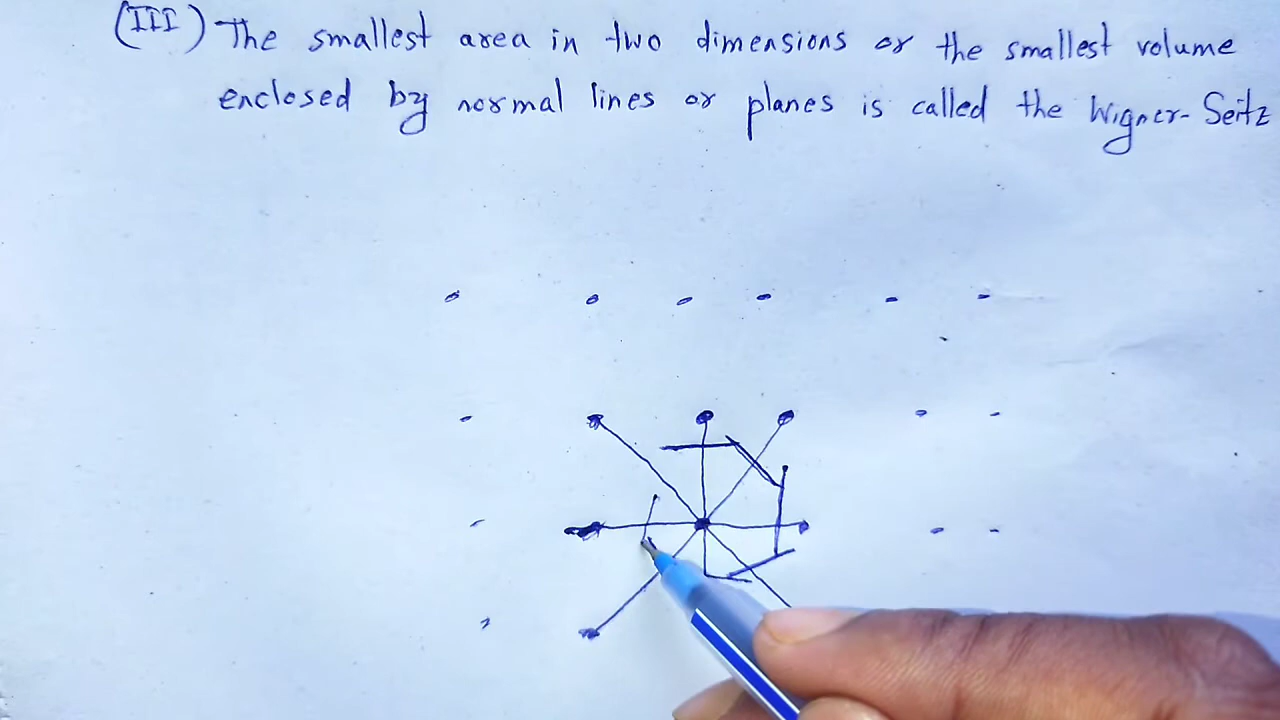 (III) The smallest area in two dimensions or the smallest volume
enclosed by normal lines or planes is called the Wigner-Seitz